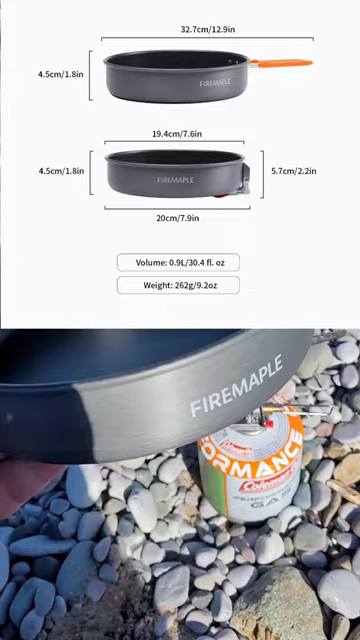 32.7cm/12.9in
4.5cm/1.8in
FIREMAPLE
19.4cm/7.6in
4.5cm/1.8in
FIREMAPLE
5.7cm/2.2in
20cm/7.9in
Volume: 0.9L/30.4 fl. oz
Weight: 262g/9.2oz
FIREMAPLE
Coleman
ORMANCE
Coleman
PERFORMANCE
GAS